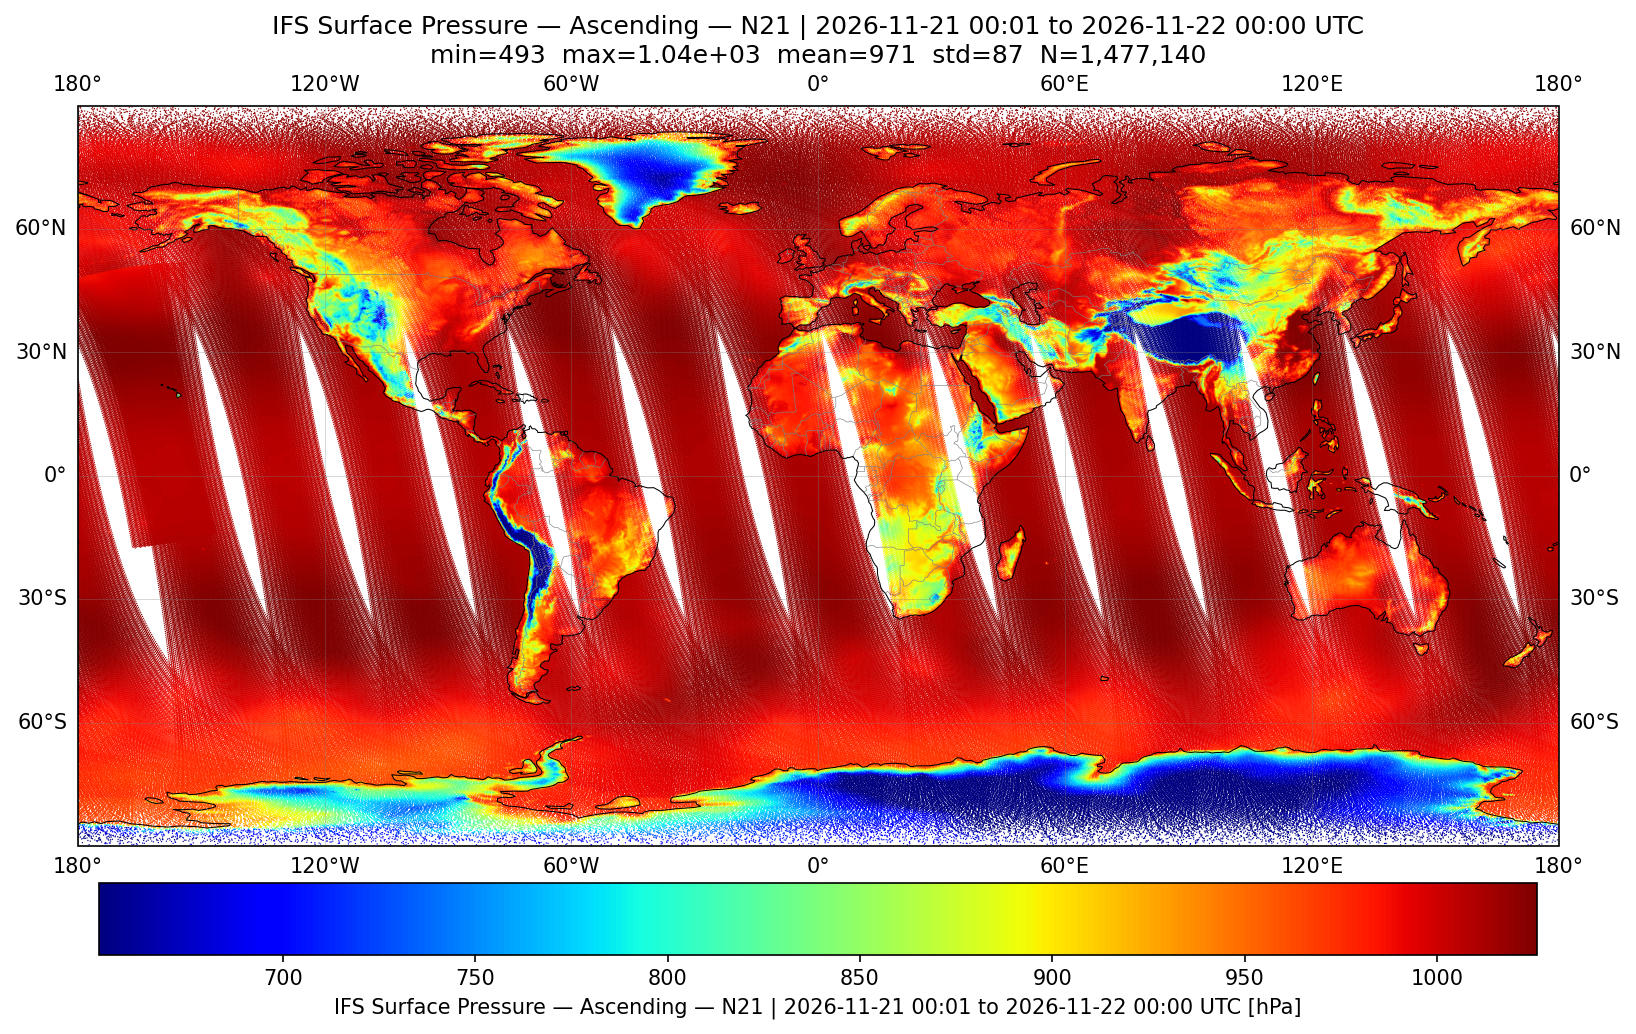 IFS Surface Pressure — Ascending — N21 | 2026-11-21 00:01 to 2026-11-22 00:00 UTC
min=493  max=1.04e+03  mean=971  std=87  N=1,477,140
180° 120°W 60°W 0° 60°E 120°E 180°
60°N 60°N
30°N 30°N
0° 0°
30°S 30°S
60°S 60°S
180° 120°W 60°W 0° 60°E 120°E 180°
700 750 800 850 900 950 1000
IFS Surface Pressure — Ascending — N21 | 2026-11-21 00:01 to 2026-11-22 00:00 UTC [hPa]